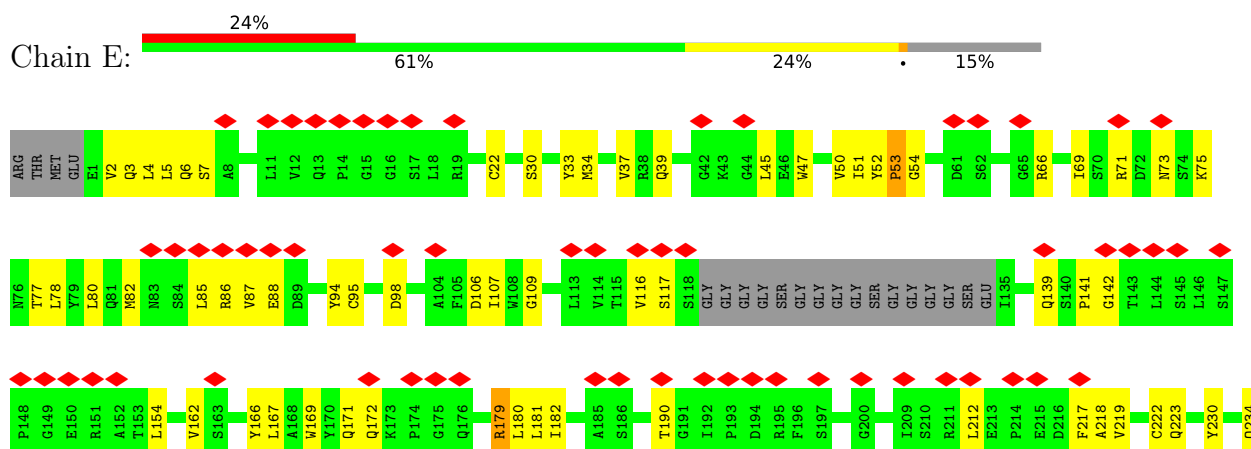 24%
Chain E:
61% 24% • 15%
ARG THR MET GLU E1 V2 Q3 L4 L5 Q6 S7 A8 L11 V12 Q13 P14 G15 G16 S17 L18 R19 C22 S30 Y33 M34 V37 R38 Q39 G42 K43 G44 L45 E46 W47 V50 I51 Y52 P53 G54 D61 S62 G65 R66 I69 S70 R71 D72 N73 S74 K75
N76 T77 L78 Y79 L80 Q81 M82 N83 S84 L85 R86 V87 E88 D89 Y94 C95 D98 A104 F105 D106 I107 W108 G109 L113 V114 T115 V116 S117 S118 GLY GLY GLY GLY SER GLY GLY GLY GLY SER GLY GLY GLY GLY SER GLU I135 Q139 S140 P141 G142 T143 L144 S145 L146 S147
P148 G149 E150 R151 A152 T153 L154 V162 S163 Y166 L167 A168 W169 Y170 Q171 Q172 K173 P174 G175 Q176 R179 L180 L181 I182 A185 S186 T190 G191 I192 P193 D194 R195 F196 S197 G200 I209 S210 R211 L212 E213 P214 E215 D216 F217 A218 V219 C222 Q223 Y230